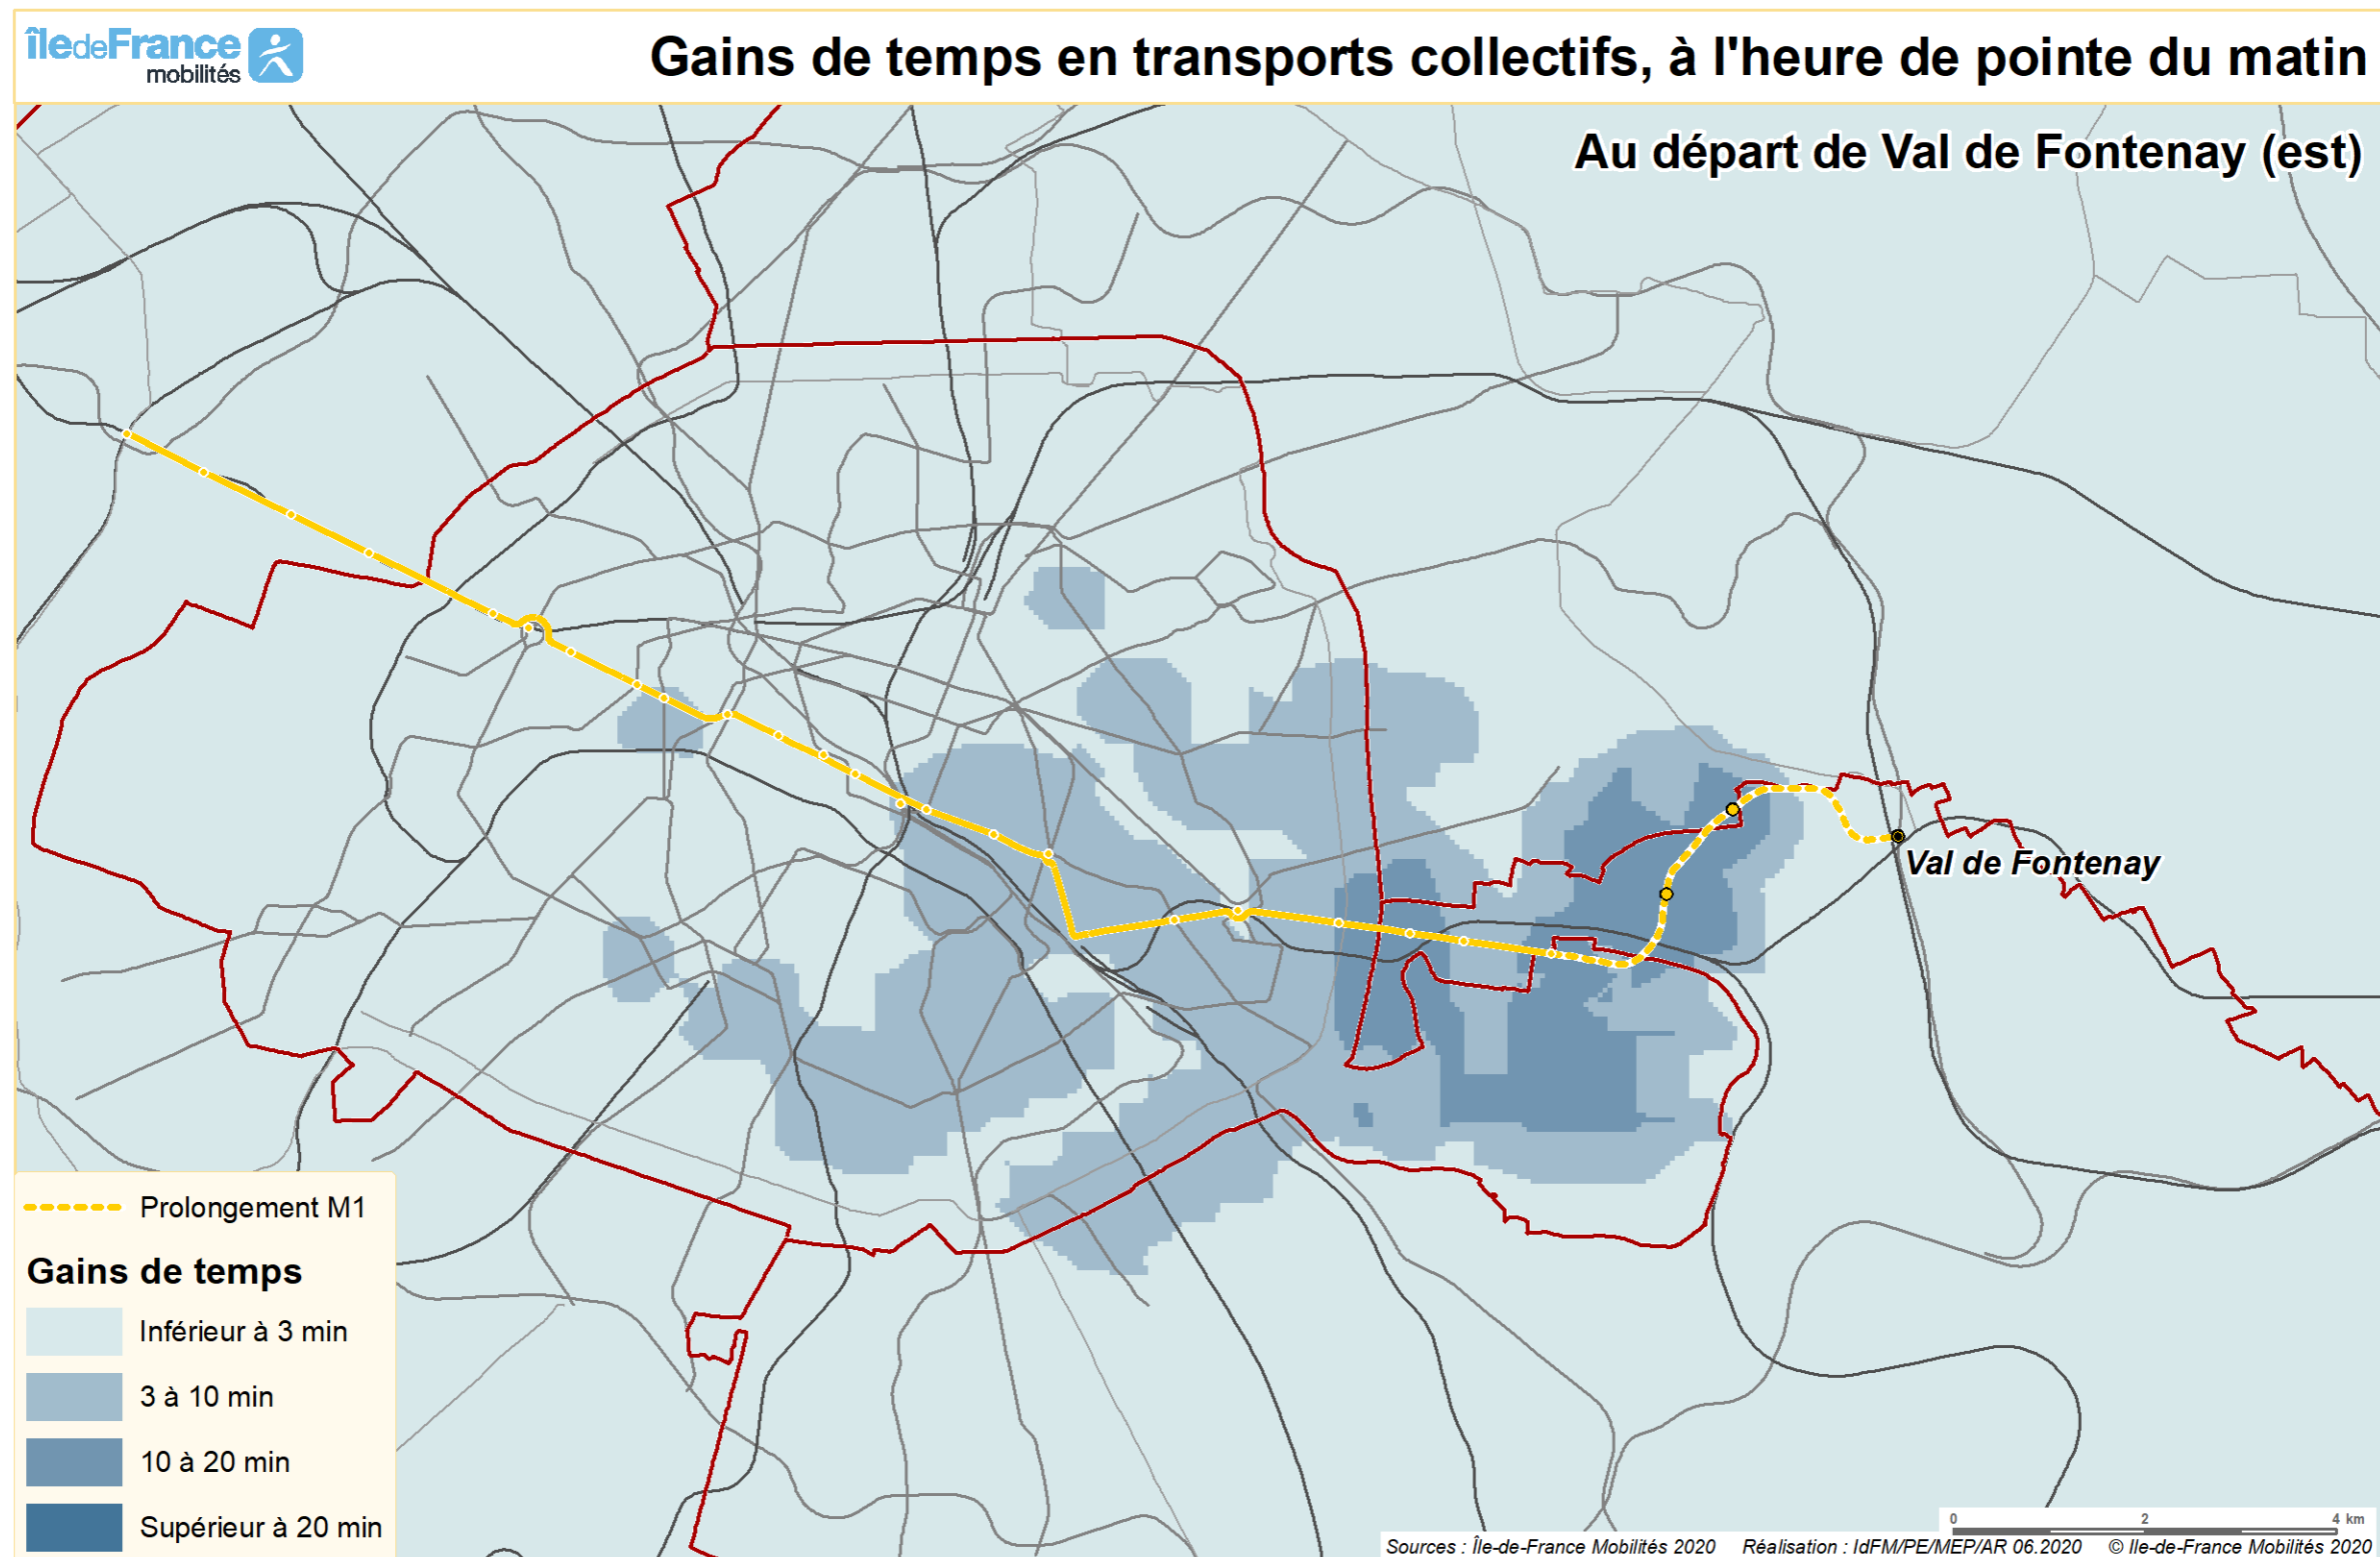 îledeFrance
mobilités
Gains de temps en transports collectifs, à l'heure de pointe du matin
Au départ de Val de Fontenay (est)
Val de Fontenay
Prolongement M1
Gains de temps
Inférieur à 3 min
3 à 10 min
10 à 20 min
Supérieur à 20 min
0 2 4 km
Sources : Île-de-France Mobilités 2020 Réalisation : IdFM/PE/MEP/AR 06.2020 © Ile-de-France Mobilités 2020